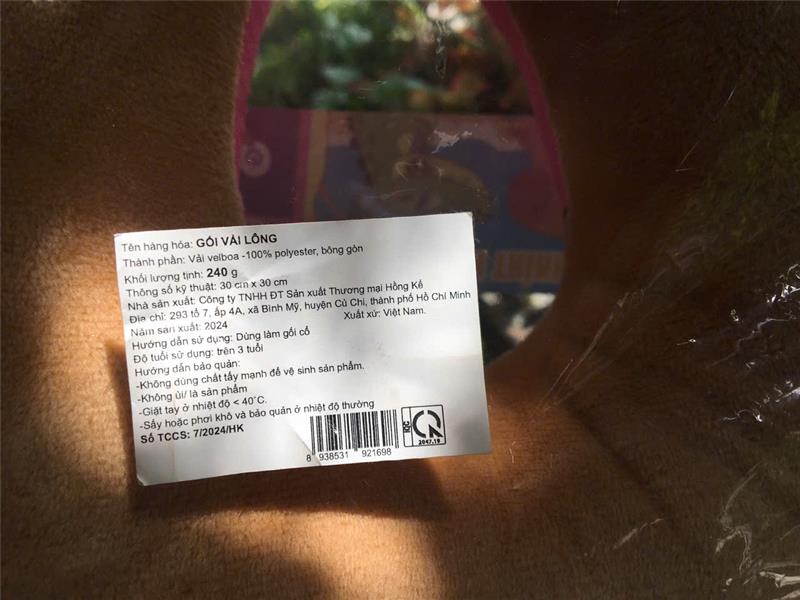 Tên hàng hóa: GỐI VẢI LÔNG
Thành phần: Vải velboa -100% polyester, bông gòn
Khối lượng tịnh: 240 g
Thông số kỹ thuật: 30 cm x 30 cm
Nhà sản xuất: Công ty TNHH ĐT Sản xuất Thương mại Hồng Kế
Địa chỉ: 293 tổ 7, ấp 4A, xã Bình Mỹ, huyện Củ Chi, thành phố Hồ Chí Minh
Năm sản xuất: 2024 Xuất xứ: Việt Nam.
Hướng dẫn sử dụng: Dùng làm gối cổ
Độ tuổi sử dụng: trên 3 tuổi
Hướng dẫn bảo quản:
-Không dùng chất tẩy mạnh để vệ sinh sản phẩm.
-Không ủi/ là sản phẩm
-Giặt tay ở nhiệt độ < 40°C.
-Sấy hoặc phơi khô và bảo quản ở nhiệt độ thường
Số TCCS: 7/2024/HK
8 938531 921698
2047.19